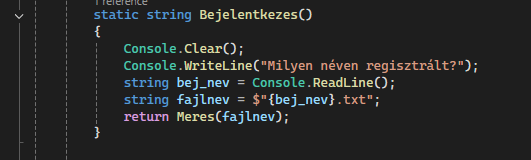 1 reference
static string Bejelentkezes()
{
Console.Clear();
Console.WriteLine("Milyen néven regisztrált?");
string bej_nev = Console.ReadLine();
string fajlnev = $"{bej_nev}.txt";
return Meres(fajlnev);
}